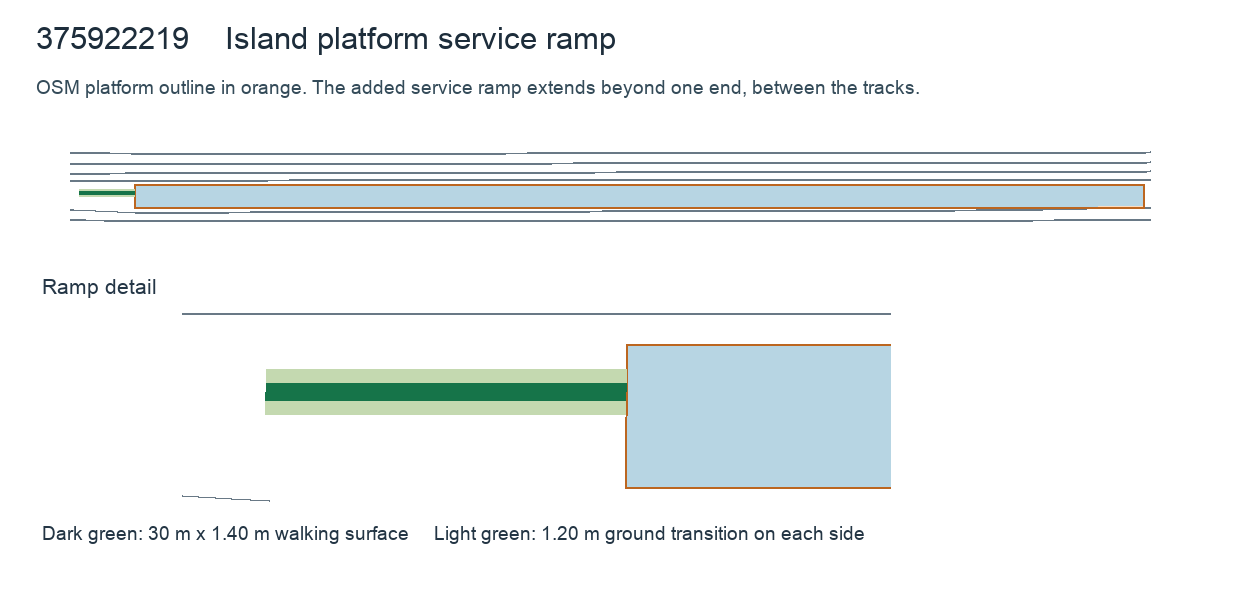 375922219 Island platform service ramp
OSM platform outline in orange. The added service ramp extends beyond one end, between the tracks.
Ramp detail
Dark green: 30 m x 1.40 m walking surface Light green: 1.20 m ground transition on each side